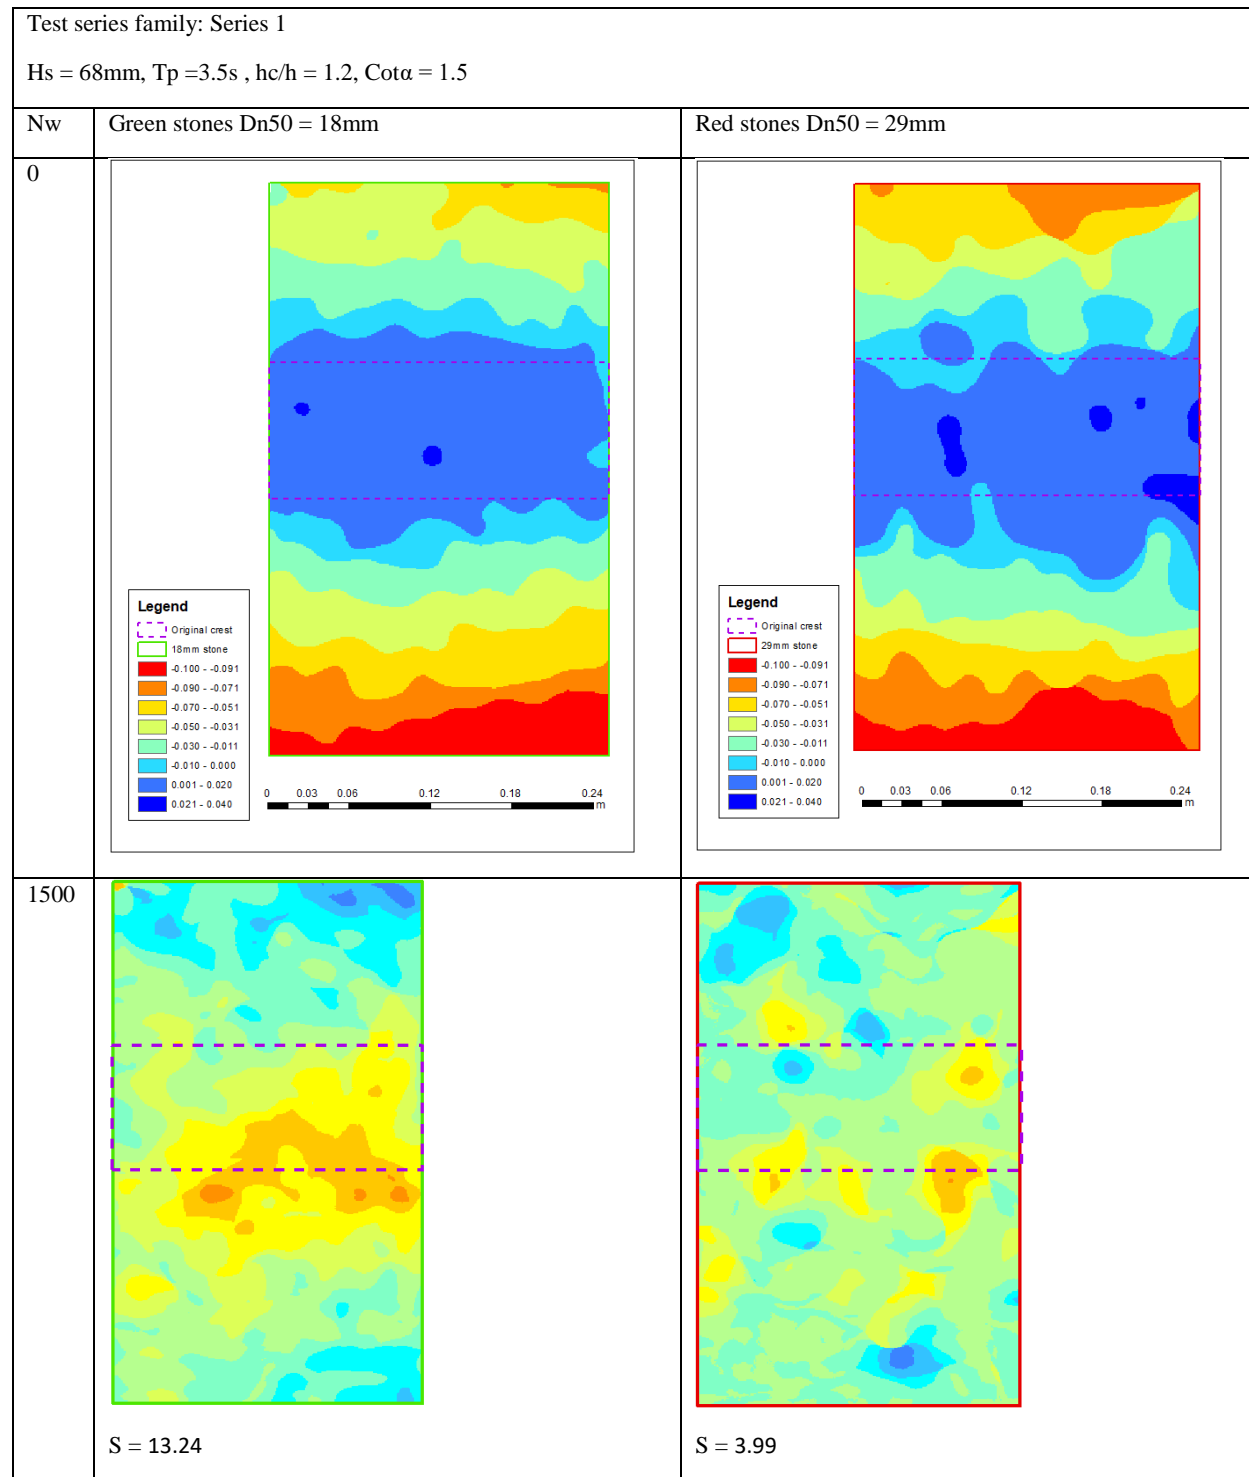 Test series family: Series 1
Hs = 68mm, Tp =3.5s , hc/h = 1.2, Cotα = 1.5
Nw
Green stones Dn50 = 18mm
Red stones Dn50 = 29mm
0
Legend
Original crest
18mm stone
-0.100 - -0.091
-0.090 - -0.071
-0.070 - -0.051
-0.050 - -0.031
-0.030 - -0.011
-0.010 - 0.000
0.001 - 0.020
0.021 - 0.040
0 0.03 0.06 0.12 0.18 0.24
m
Legend
Original crest
29mm stone
-0.100 - -0.091
-0.090 - -0.071
-0.070 - -0.051
-0.050 - -0.031
-0.030 - -0.011
-0.010 - 0.000
0.001 - 0.020
0.021 - 0.040
0 0.03 0.06 0.12 0.18 0.24
m
1500
S = 13.24
S = 3.99